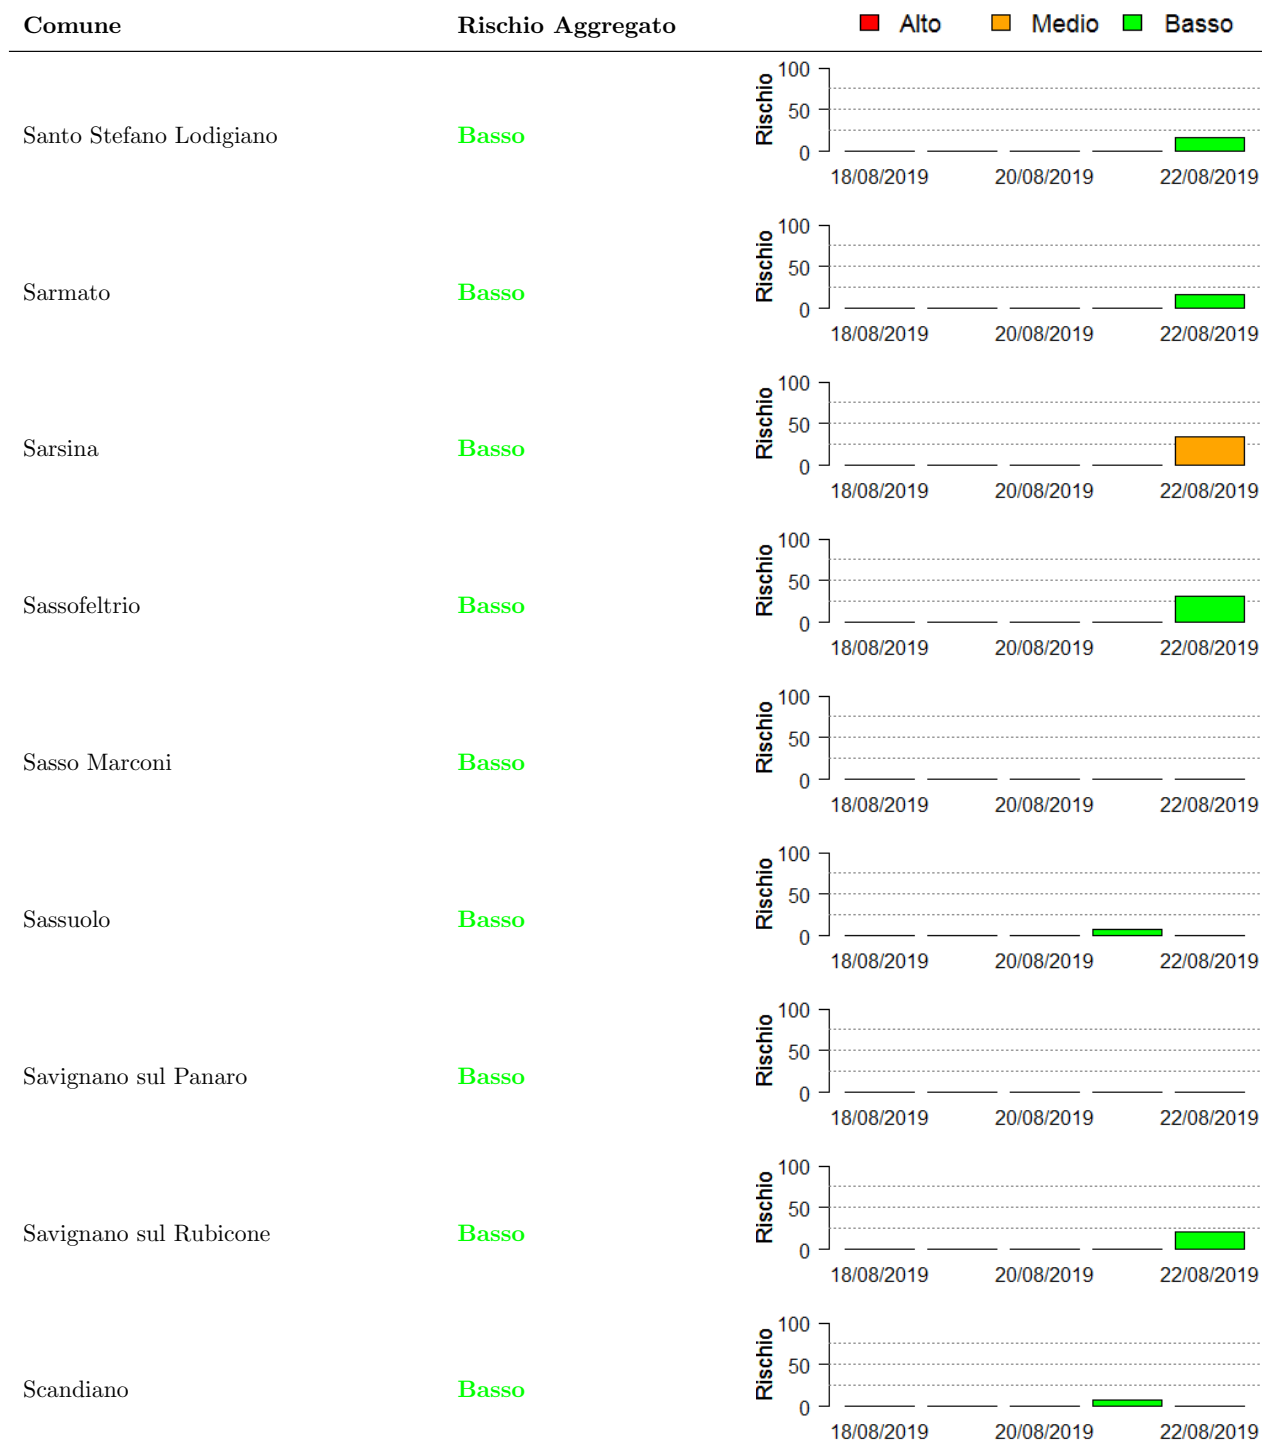 Comune Rischio Aggregato Alto Medio Basso
100
50
0
Rischio
Santo Stefano Lodigiano Basso
18/08/2019 20/08/2019 22/08/2019
100
50
0
Rischio
Sarmato Basso
18/08/2019 20/08/2019 22/08/2019
100
50
0
Rischio
Sarsina Basso
18/08/2019 20/08/2019 22/08/2019
100
50
0
Rischio
Sassofeltrio Basso
18/08/2019 20/08/2019 22/08/2019
100
50
0
Rischio
Sasso Marconi Basso
18/08/2019 20/08/2019 22/08/2019
100
50
0
Rischio
Sassuolo Basso
18/08/2019 20/08/2019 22/08/2019
100
50
0
Rischio
Savignano sul Panaro Basso
18/08/2019 20/08/2019 22/08/2019
100
50
0
Rischio
Savignano sul Rubicone Basso
18/08/2019 20/08/2019 22/08/2019
100
50
0
Rischio
Scandiano Basso
18/08/2019 20/08/2019 22/08/2019